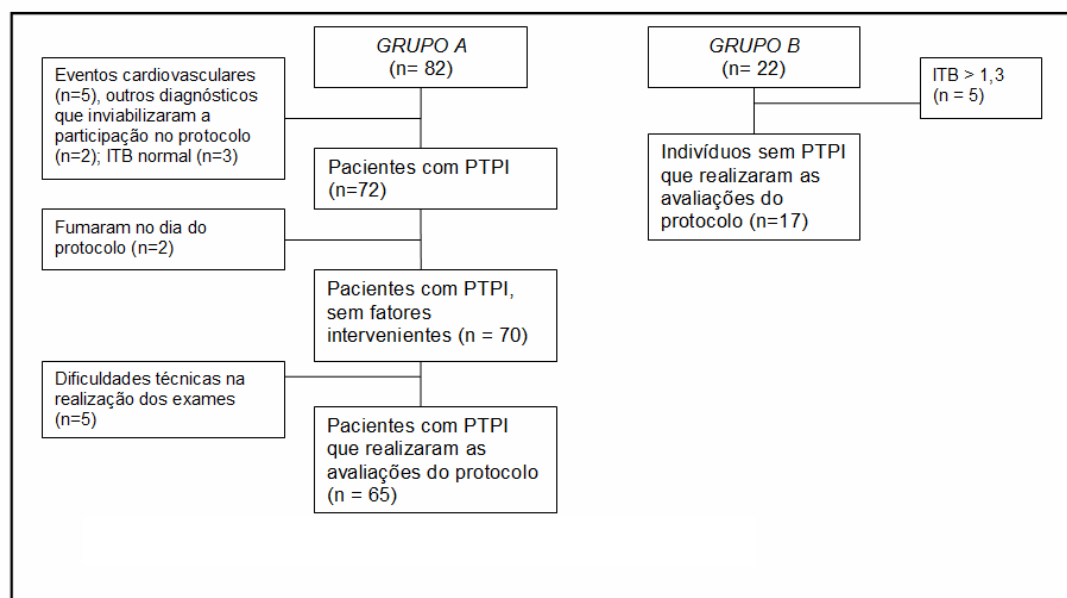 GRUPO A
(n= 82)
Eventos cardiovasculares
(n=5), outros diagnósticos
que inviabilizaram a
participação no protocolo
(n=2); ITB normal (n=3)
Pacientes com PTPI
(n=72)
Fumaram no dia do
protocolo (n=2)
Pacientes com PTPI,
sem fatores
intervenientes (n = 70)
Dificuldades técnicas na
realização dos exames
(n=5)
Pacientes com PTPI
que realizaram as
avaliações do protocolo
(n = 65)
GRUPO B
(n= 22)
ITB > 1,3
(n = 5)
Indivíduos sem PTPI
que realizaram as
avaliações do
protocolo (n=17)